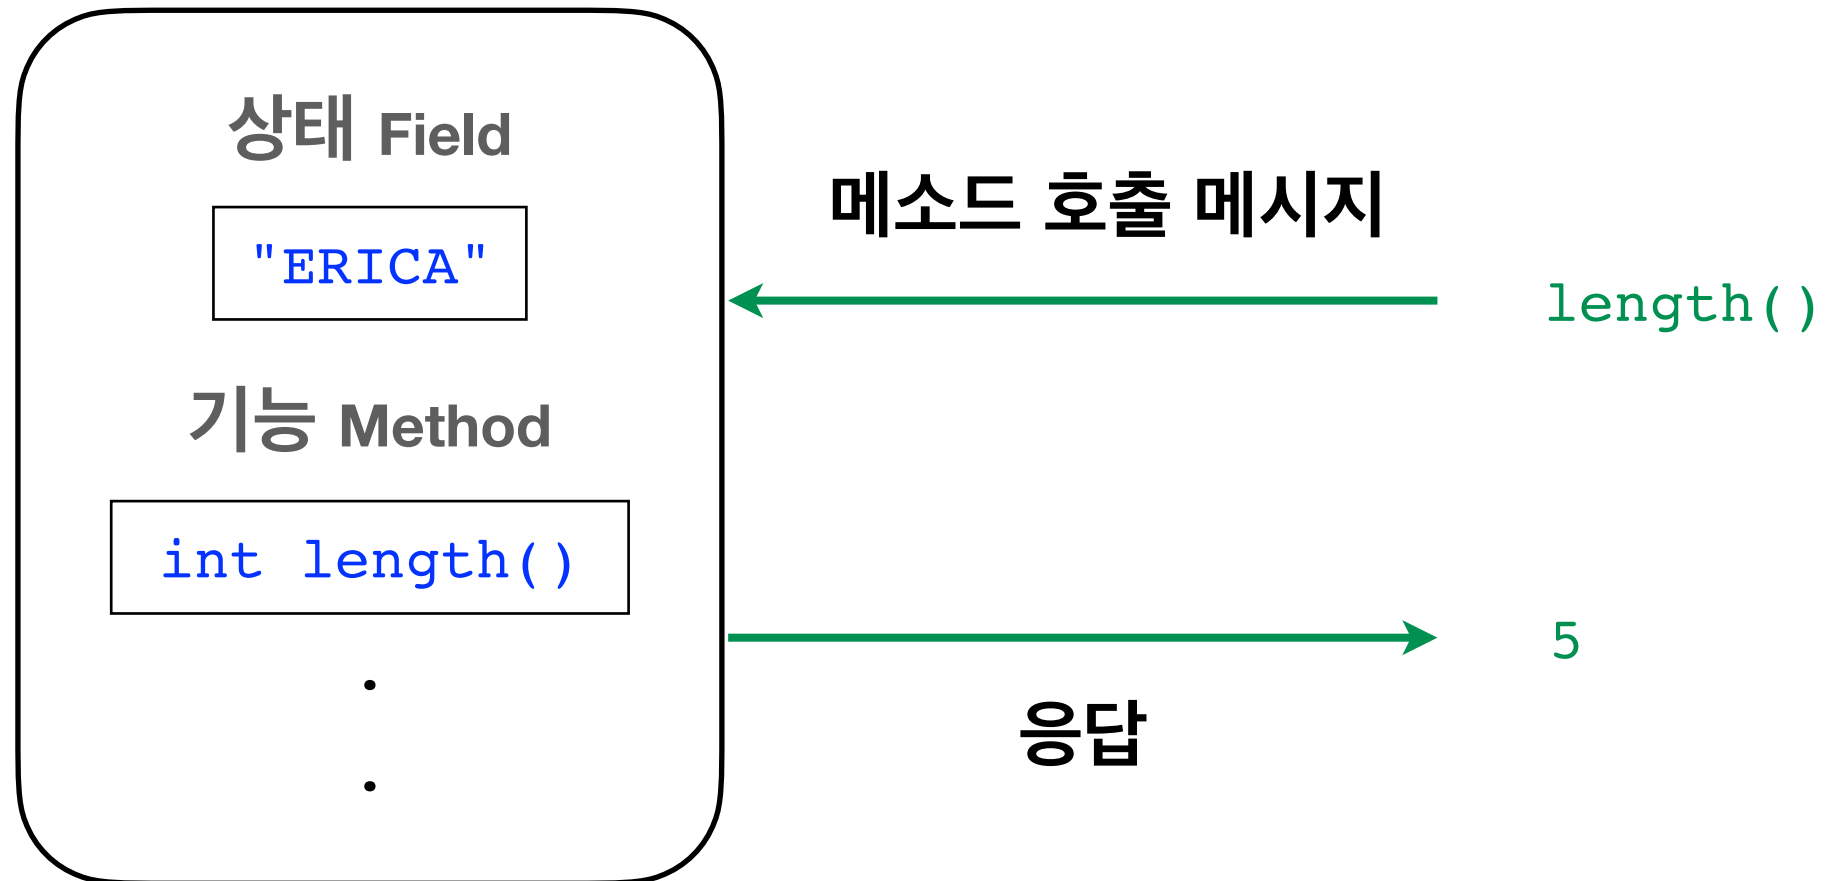 상태 Field
"ERICA"
메소드 호출 메시지
length()
기능 Method
int length()
.
.
5
응답